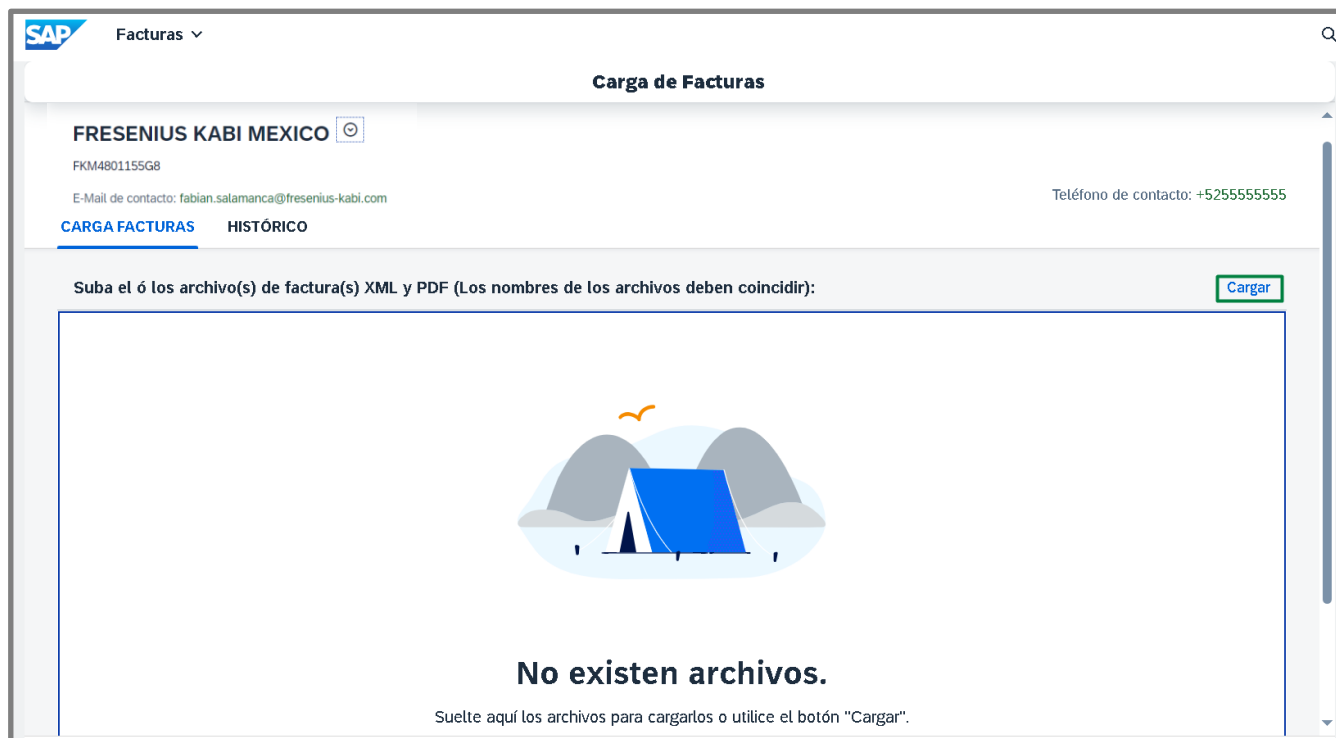 SAP Facturas
Carga de Facturas
FRESENIUS KABI MEXICO
FKM4801155G8
E-Mail de contacto: fabian.salamanca@fresenius-kabi.com
Teléfono de contacto: +5255555555
CARGA FACTURAS HISTÓRICO
Suba el ó los archivo(s) de factura(s) XML y PDF (Los nombres de los archivos deben coincidir):
Cargar
No existen archivos.
Suelte aquí los archivos para cargarlos o utilice el botón "Cargar".